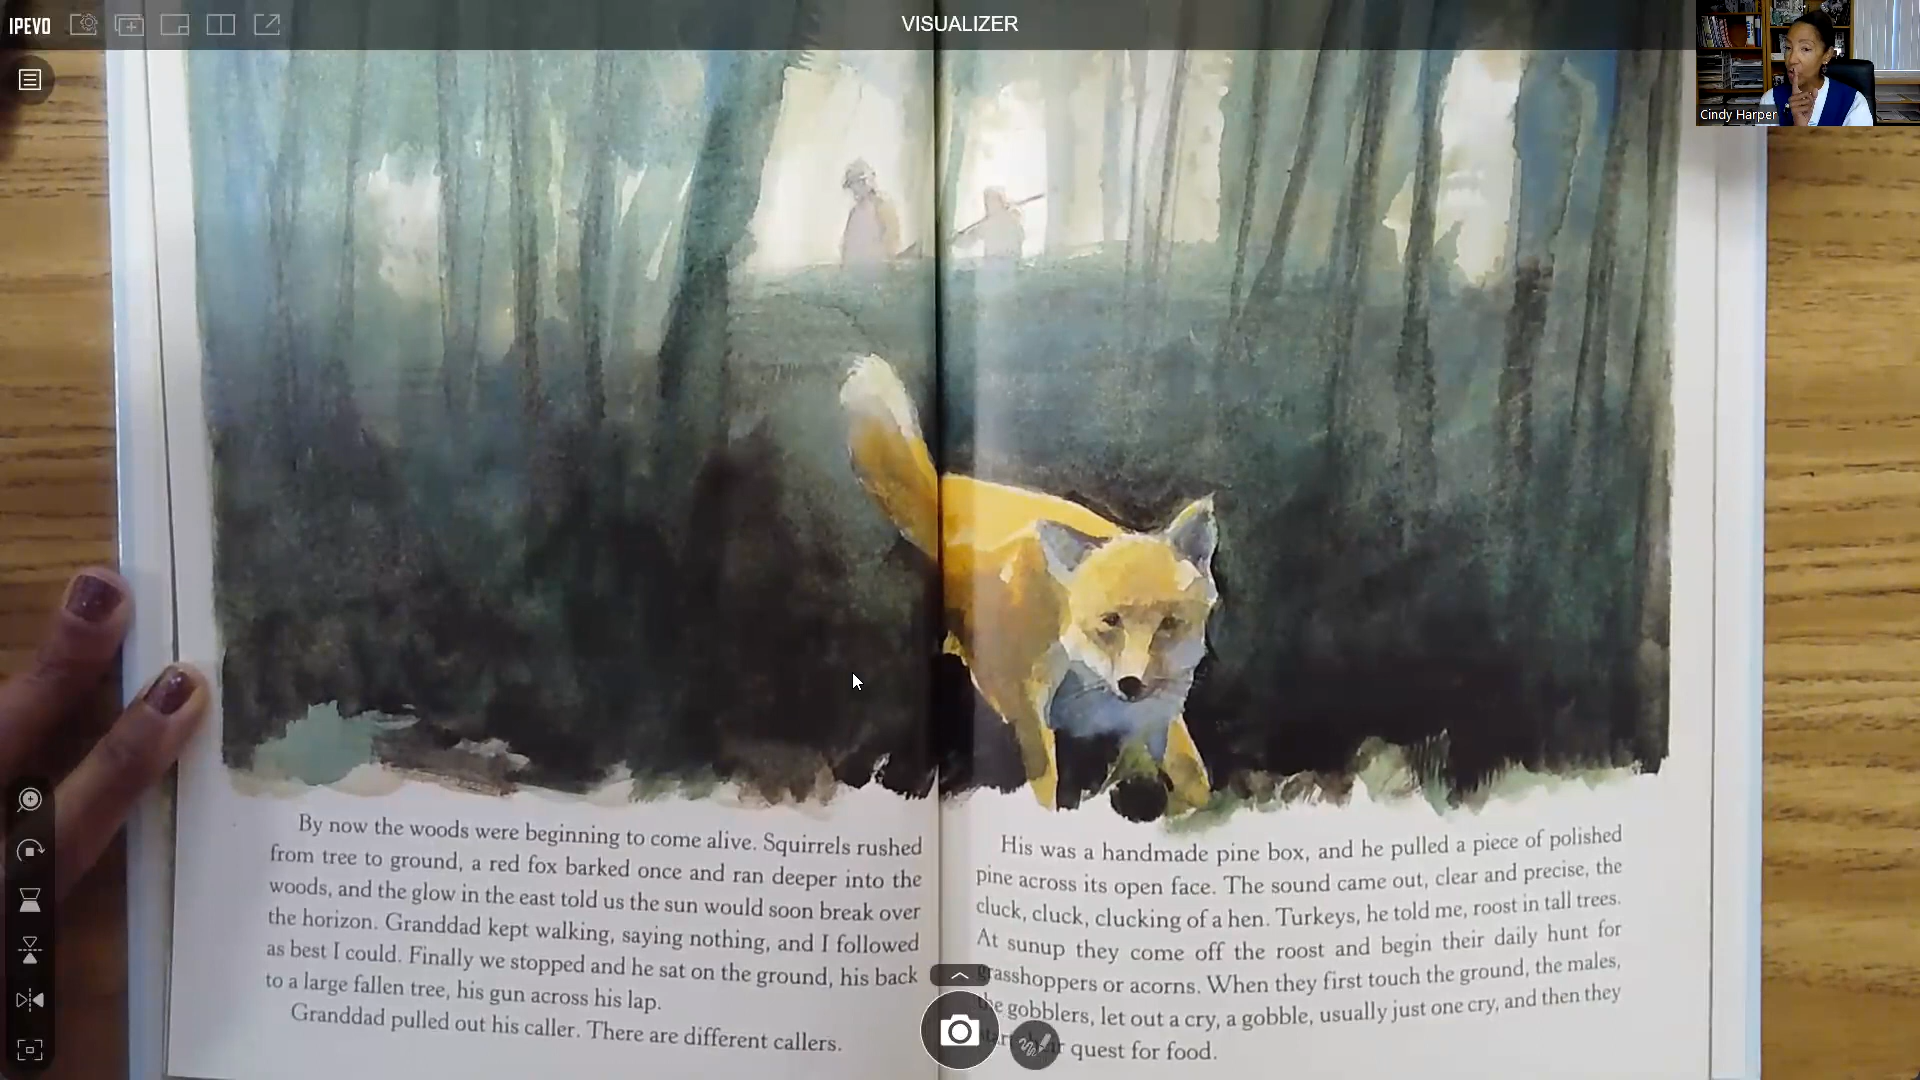 IPEVO
VISUALIZER
Cindy Harper
By now the woods were beginning to come alive. Squirrels rushed
from tree to ground, a red fox barked once and ran deeper into the
woods, and the glow in the east told us the sun would soon break over
the horizon. Granddad kept walking, saying nothing, and I followed
as best I could. Finally we stopped and he sat on the ground, his back
to a large fallen tree, his gun across his lap.
Granddad pulled out his caller. There are different callers.
His was a handmade pine box, and he pulled a piece of polished
pine across its open face. The sound came out, clear and precise, the
cluck, cluck, clucking of a hen. Turkeys, he told me, roost in tall trees.
At sunup they come off the roost and begin their daily hunt for
grasshoppers or acorns. When they first touch the ground, the males,
the gobblers, let out a cry, a gobble, usually just one cry, and then they
quest for food.